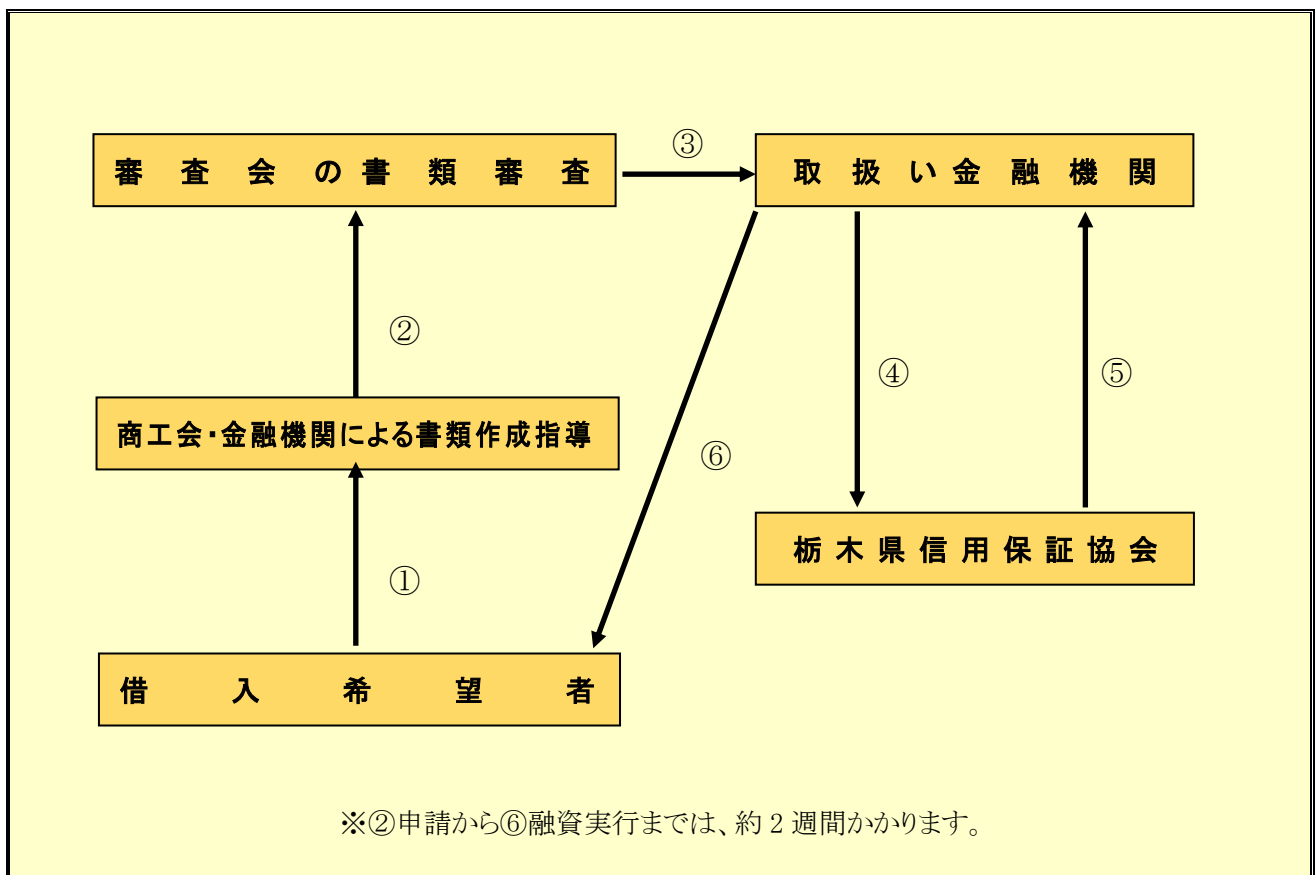 審査会の書類審査
③
取扱い金融機関
②
④
⑤
商工会・金融機関による書類作成指導
⑥
栃木県信用保証協会
①
借入希望者
※②申請から⑥融資実行までは、約2週間かかります。